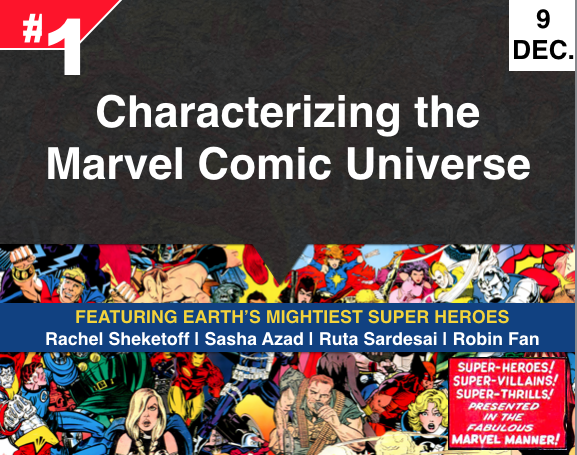 #1
9
DEC.
Characterizing the
Marvel Comic Universe
FEATURING EARTH'S MIGHTIEST SUPER HEROES
Rachel Sheketoff | Sasha Azad | Ruta Sardesai | Robin Fan
SUPER-HEROES!
SUPER-VILLAINS!
SUPER-THRILLS!
PRESENTED
IN THE
FABULOUS
MARVEL MANNER!